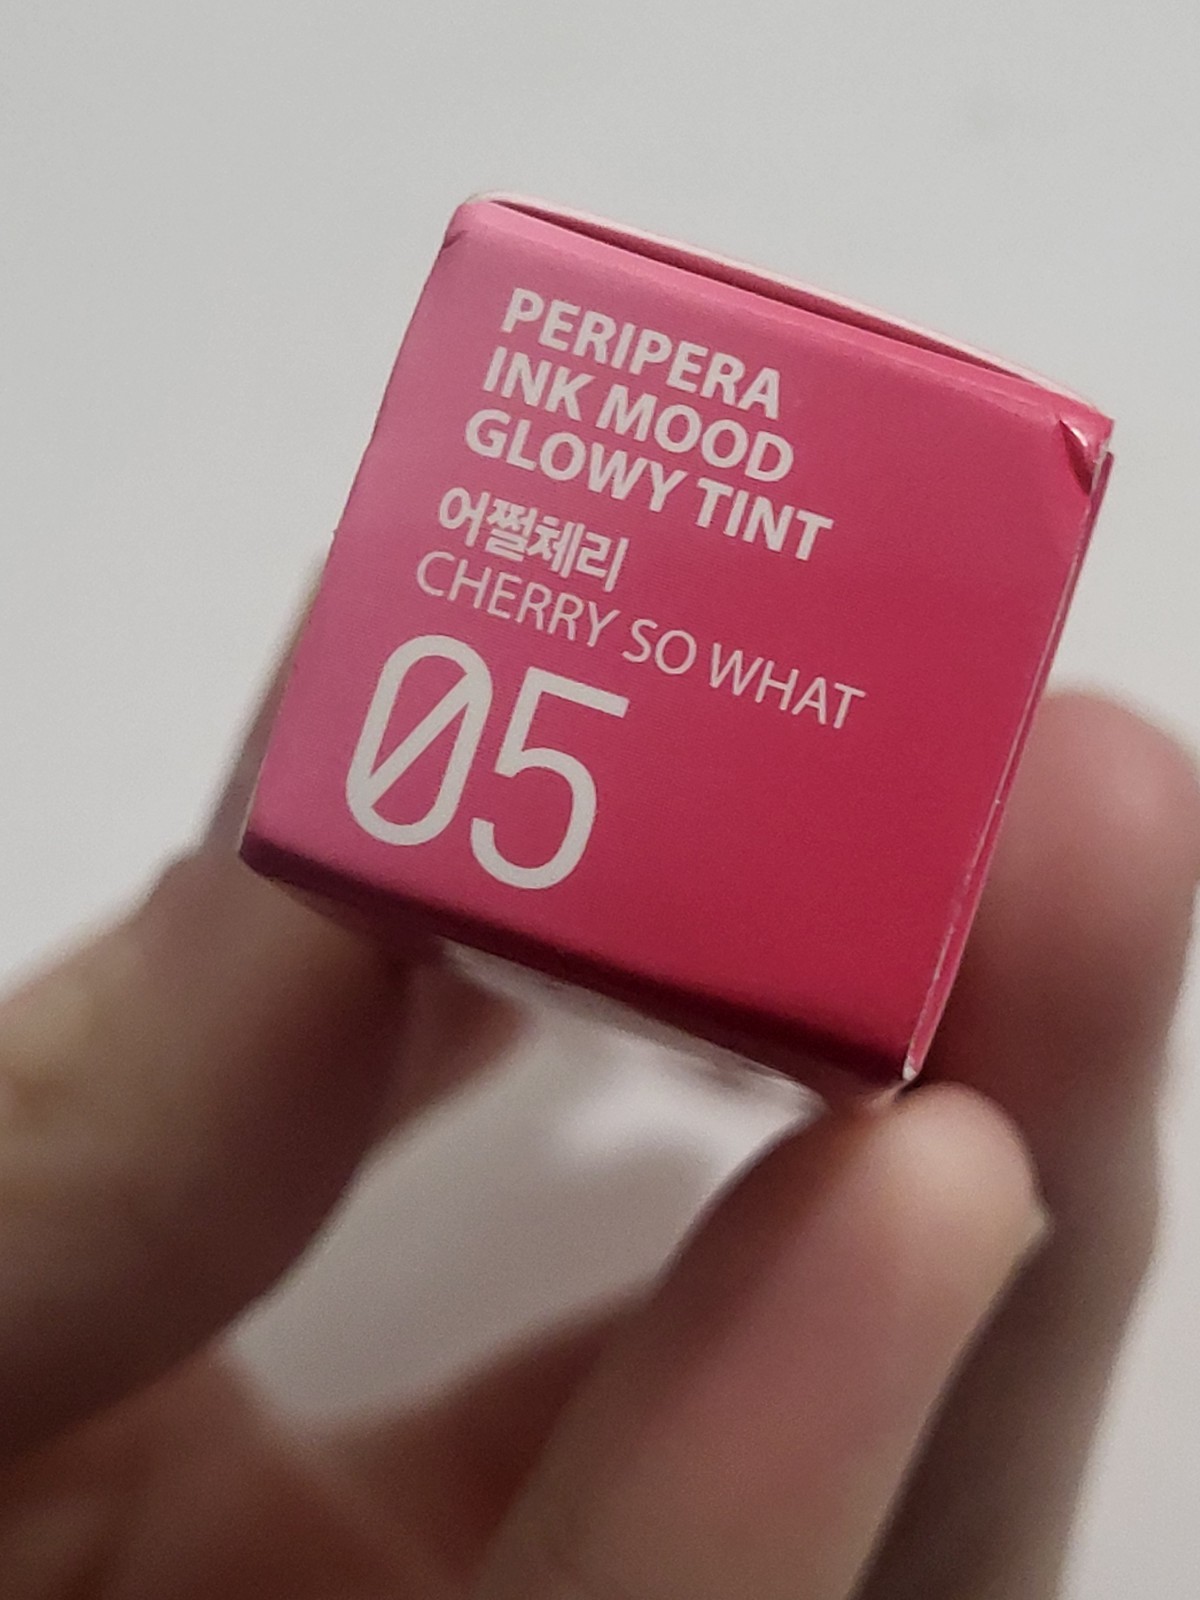 PERIPERA
INK MOOD
GLOWY TINT
어쩔체리
CHERRY SO WHAT
05